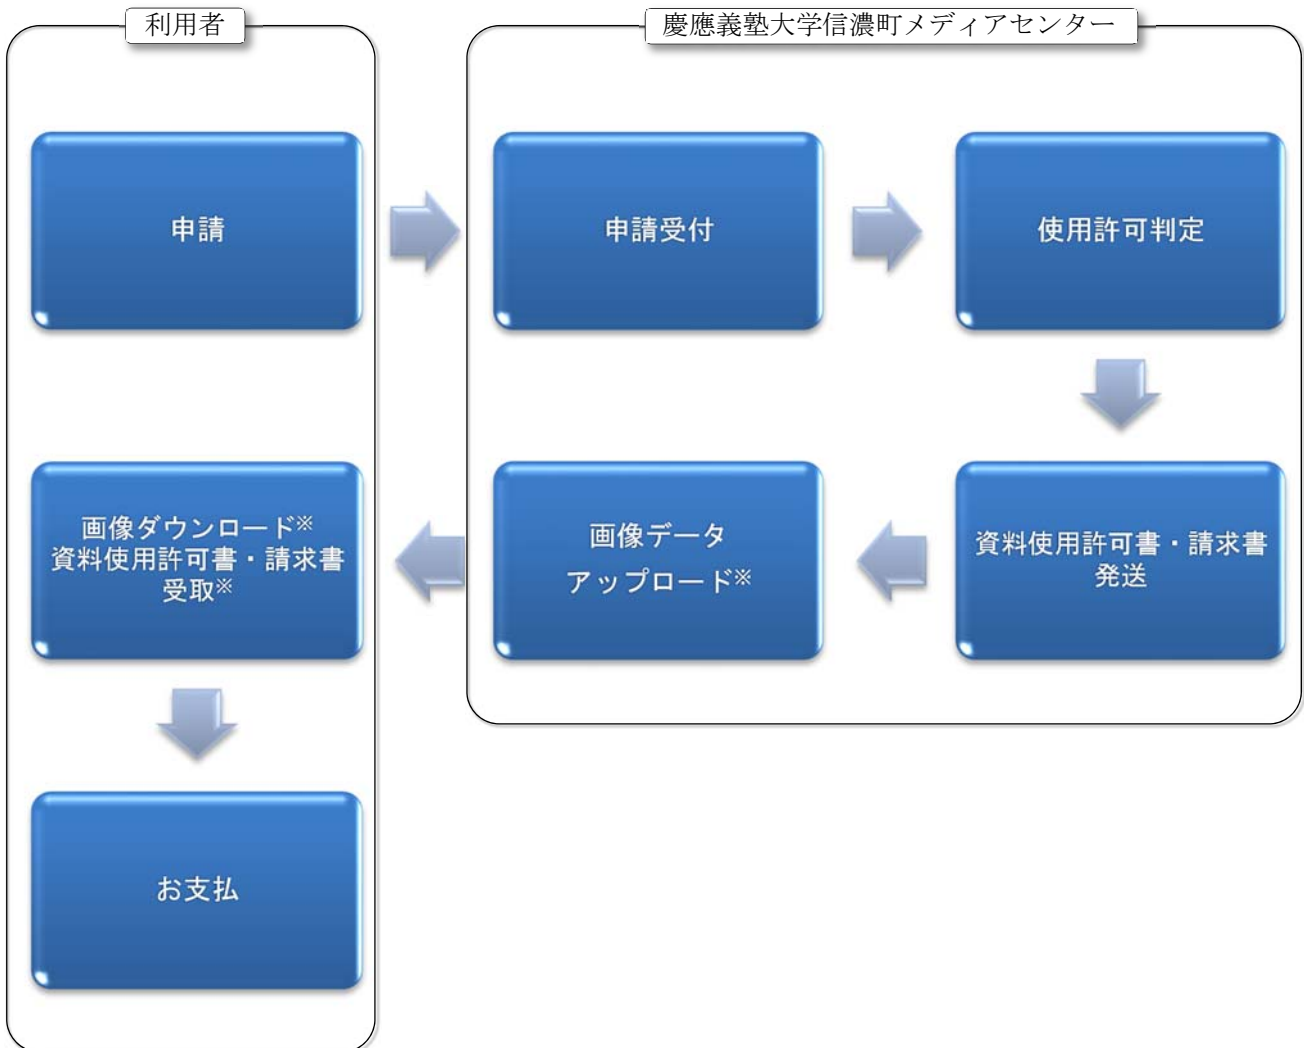 利用者
慶應義塾大学信濃町メディアセンター
申請
申請受付
使用許可判定
資料使用許可書・請求書
発送
画像データ
アップロード※
画像ダウンロード※
資料使用許可書・請求書
受取※
お支払